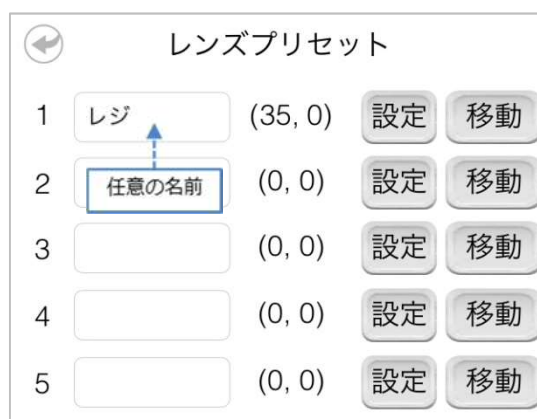 レンズプリセット
1 レジ (35, 0) 設定 移動
2 任意の名前 (0, 0) 設定 移動
3 (0, 0) 設定 移動
4 (0, 0) 設定 移動
5 (0, 0) 設定 移動